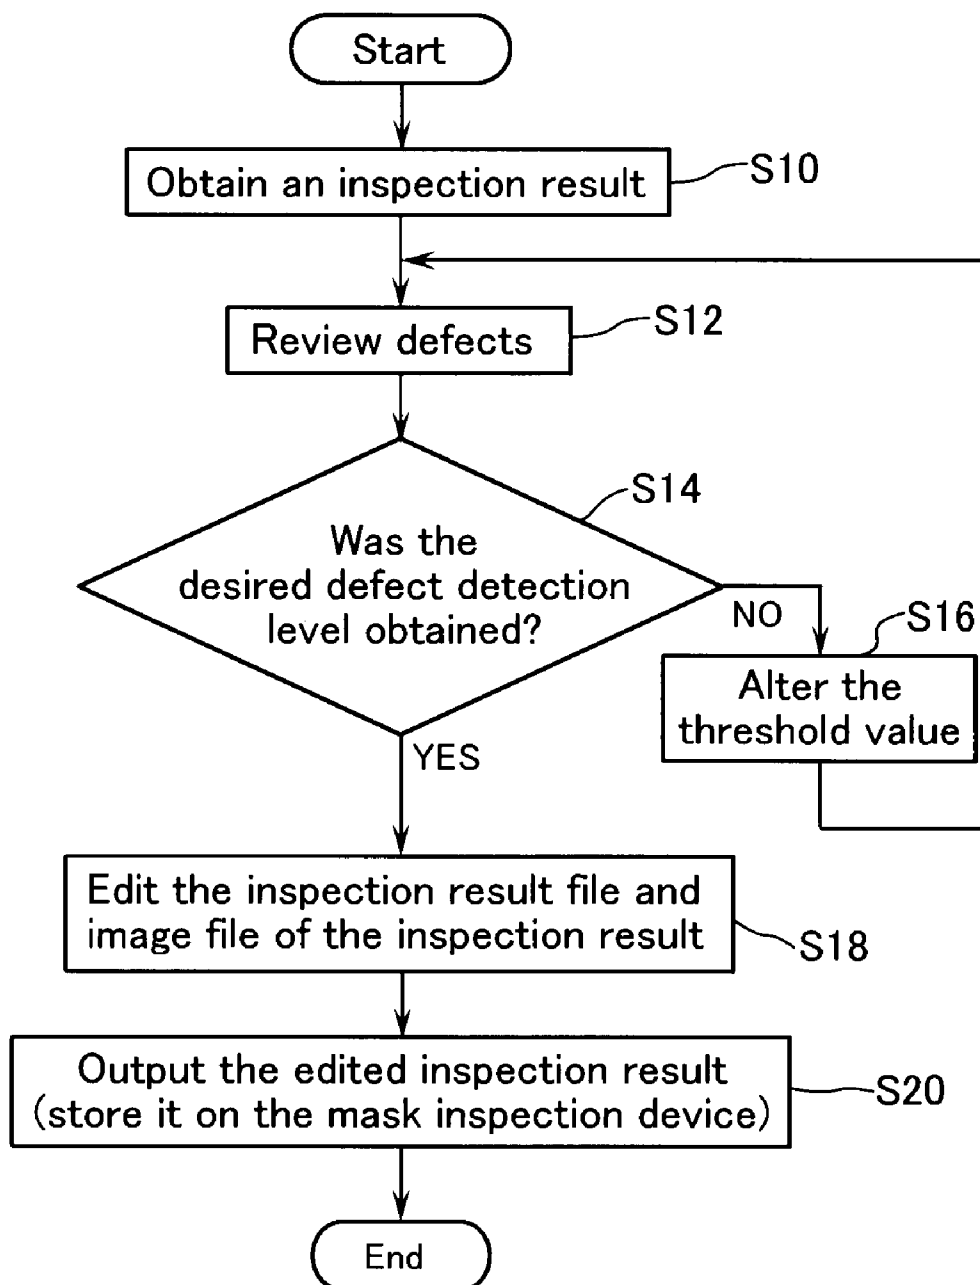 Start
Obtain an inspection result
S10
Review defects
S12
Was the
desired defect detection
level obtained?
S14
NO
S16
Alter the
threshold value
YES
Edit the inspection result file and
image file of the inspection result
S18
Output the edited inspection result
(store it on the mask inspection device)
S20
End